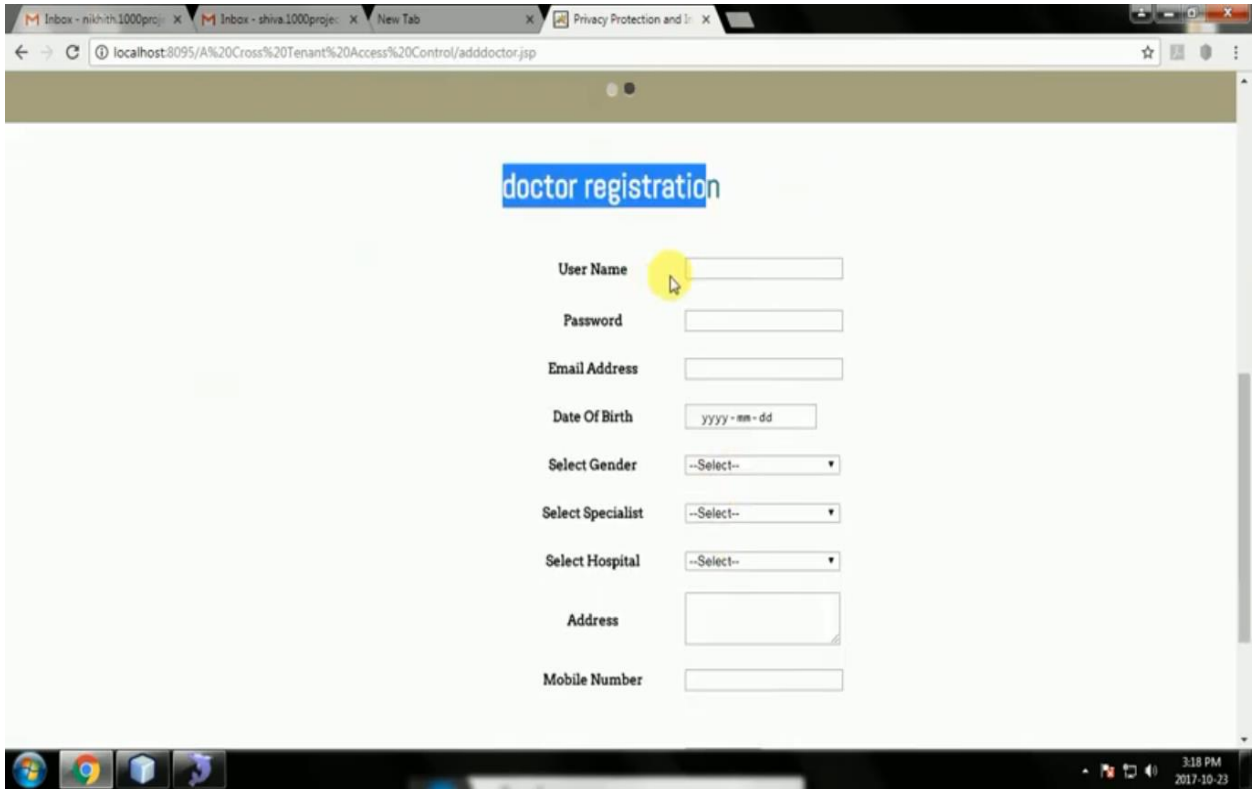 Inbox - nikhith.1000proj
Inbox - shiva.1000projec
New Tab
Privacy Protection and In
localhost:8095/A%20Cross%20Tenant%20Access%20Control/adddoctor.jsp
doctor registration
User Name
Password
Email Address
Date Of Birth yyyy-mm-dd
Select Gender --Select--
Select Specialist --Select--
Select Hospital --Select--
Address
Mobile Number
3:18 PM
2017-10-23